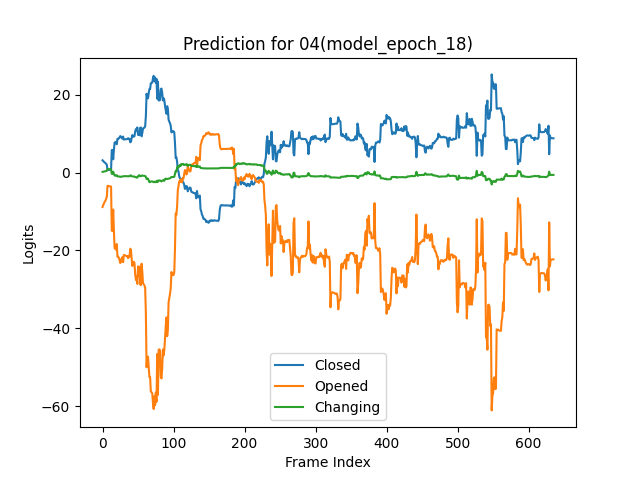 Prediction for 04(model_epoch_18)
Logits
20
0
−20
−40
−60
Closed
Opened
Changing
0 100 200 300 400 500 600
Frame Index